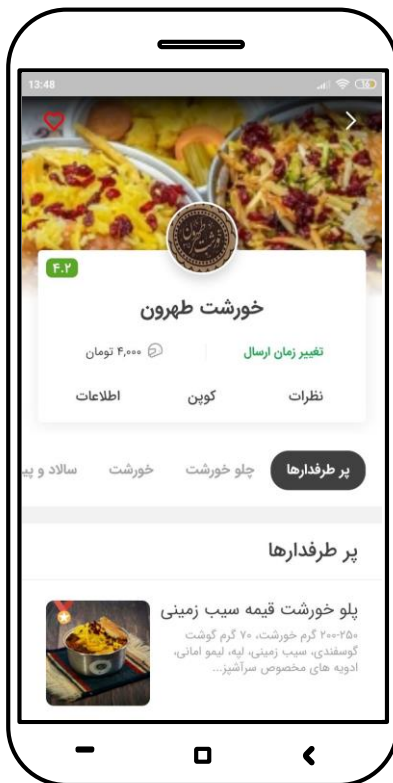 13:48
۴.۲
خورشت طهرون
تغییر زمان ارسال
۴,۰۰۰ تومان
نظرات
کوپن
اطلاعات
پر طرفدارها
چلو خورشت
خورشت
سالاد و پی
پر طرفدارها
پلو خورشت قیمه سیب زمینی
۲۰۰-۲۵۰ گرم خورشت، ۷۰ گرم گوشت
گوسفندی، سیب زمینی، لپه، لیمو امانی،
ادویه های مخصوص سرآشپز...